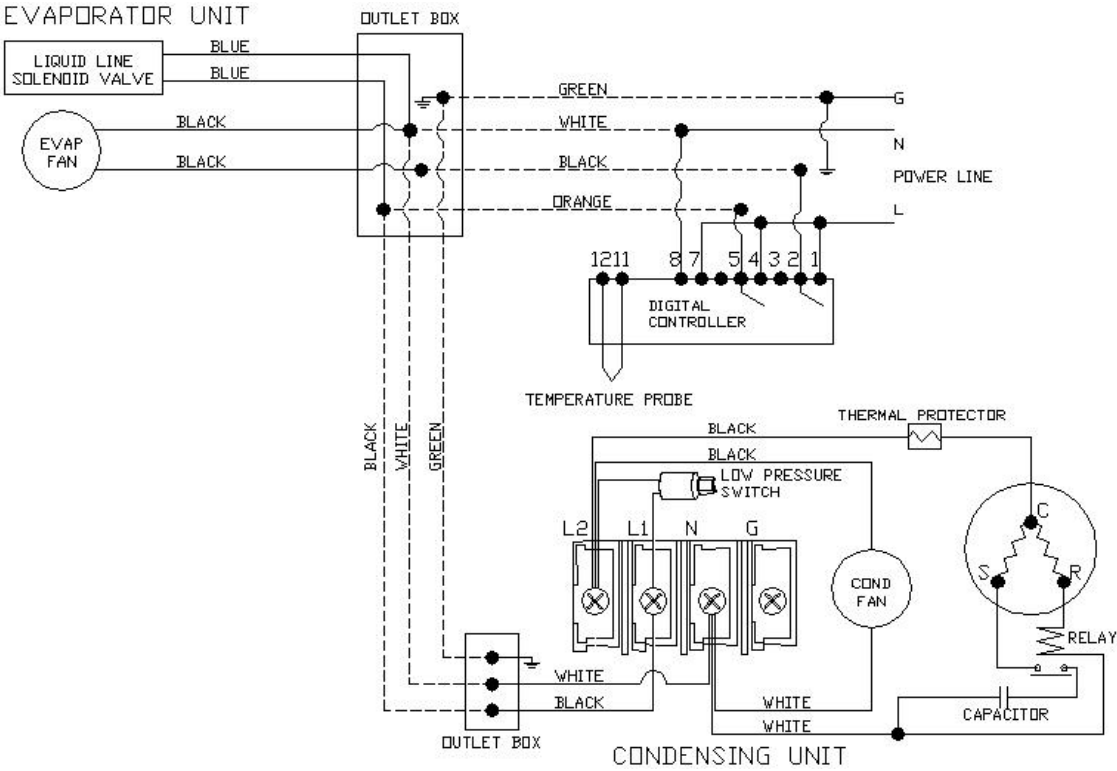 EVAPORATOR UNIT
OUTLET BOX
LIQUID LINE
SOLENOID VALVE
BLUE
BLUE
GREEN
G
BLACK
WHITE
EVAP
FAN
N
BLACK
BLACK
POWER LINE
ORANGE
L
12 11 8 7 5 4 3 2 1
DIGITAL
CONTROLLER
TEMPERATURE PROBE
BLACK
WHITE
GREEN
THERMAL PROTECTOR
BLACK
BLACK
LOW PRESSURE
SWITCH
L2 L1 N G
C
S R
COND
FAN
RELAY
WHITE
BLACK
WHITE
CAPACITOR
WHITE
OUTLET BOX
CONDENSING UNIT